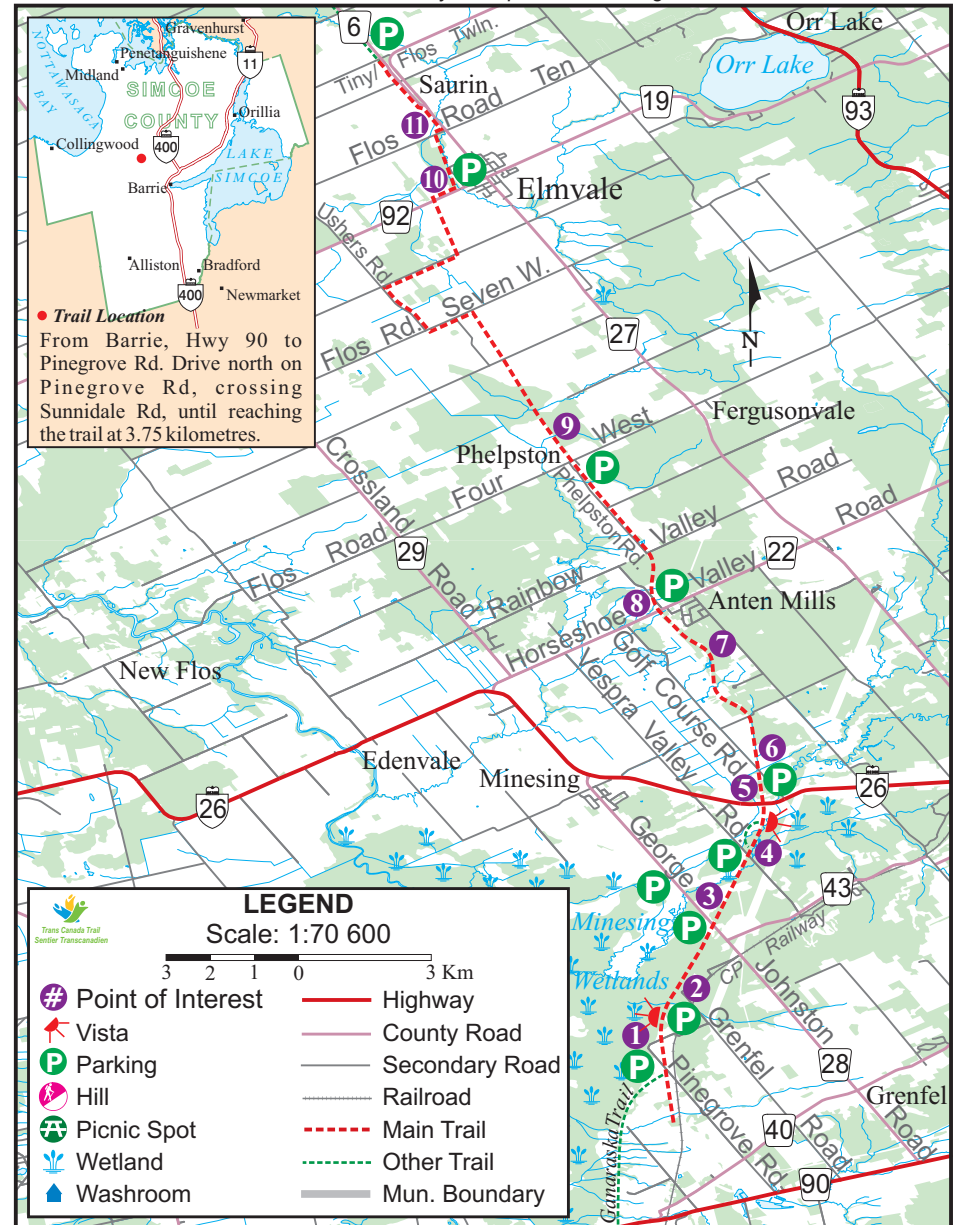 6
P
Tiny/ Flos Twln.
Saurin
Orr Lake
Orr Lake
93
19
11
Flos Road Ten
10
P
Elmvale
92
Ushers Rd.
Flos Rd. Seven W.
27
N
Gravenhurst
11
NOTTAWASAGA
BAY
Penetanguishene
Midland
SIMCOE
COUNTY
Orillia
Collingwood
400
LAKE
SIMCOE
Barrie
Alliston
Bradford
400
Newmarket
Trail Location
From Barrie, Hwy 90 to
Pinegrove Rd. Drive north on
Pinegrove Rd, crossing
Sunnidale Rd, until reaching
the trail at 3.75 kilometres.
Fergusonvale
9
Phelpston
P
Phelpston Rd.
Flos Road Four West
Crossland Road
29
Rainbow Valley Road
22
Horseshoe Valley Road
P
8
Anten Mills
7
Golf Course Rd.
Vespra Valley Rd.
New Flos
Edenvale
Minesing
26
6
P
5
26
4
P
George Johnston Road
P
3
43
Minesing
Wetlands
P
CP Railway
2
P
1
P
Grenfel Road
Pinegrove Rd.
Ganaraska Trail
28
Grenfel
40
90
Trans Canada Trail
Sentier Transcanadien
LEGEND
Scale: 1:70 600
3 2 1 0 3 Km
# Point of Interest
Vista
P Parking
Hill
Picnic Spot
Wetland
Washroom
Highway
County Road
Secondary Road
Railroad
Main Trail
Other Trail
Mun. Boundary